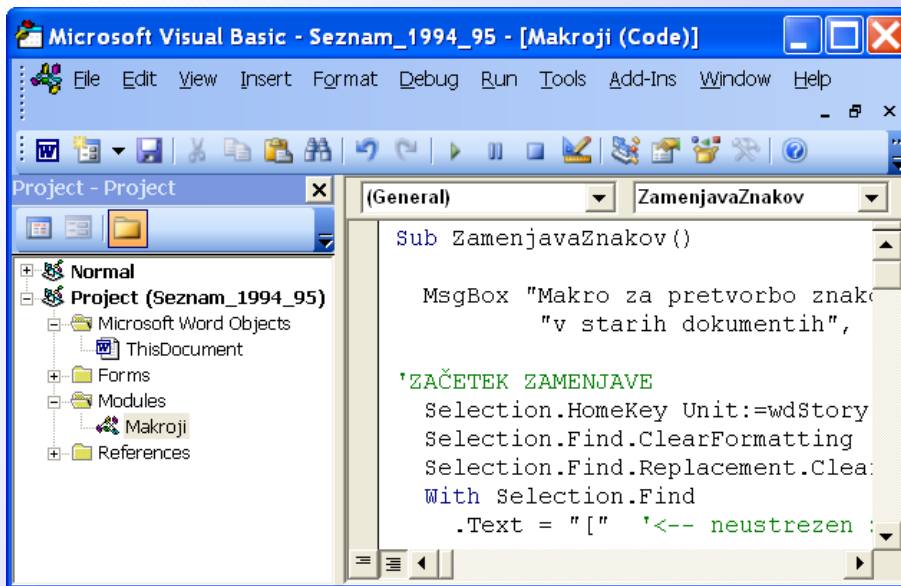 Microsoft Visual Basic - Seznam_1994_95 - [Makroji (Code)]
File Edit View Insert Format Debug Run Tools Add-Ins Window Help
Project - Project
Normal
Project (Seznam_1994_95)
Microsoft Word Objects
ThisDocument
Forms
Modules
Makroji
References
(General) ZamenjavaZnakov
Sub ZamenjavaZnakov()
MsgBox "Makro za pretvorbo znako
"v starih dokumentih",
'ZAČETEK ZAMENJAVE
Selection.HomeKey Unit:=wdStory
Selection.Find.ClearFormatting
Selection.Find.Replacement.Clea
With Selection.Find
.Text = "[" '<-- neustrezen